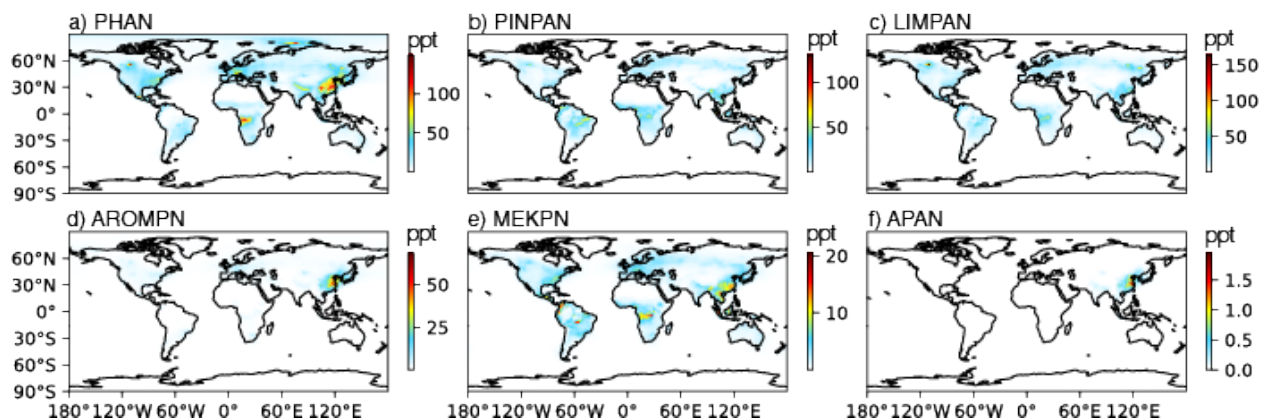 a) PHAN
b) PINPAN
c) LIMPAN
ppt
ppt
ppt
60°N
30°N
0°
30°S
60°S
90°S
100
50
100
50
150
100
50
d) AROMPN
e) MEKPN
f) APAN
ppt
ppt
ppt
60°N
30°N
0°
30°S
60°S
90°S
50
25
20
10
1.5
1.0
0.5
0.0
180°120°W 60°W 0° 60°E 120°E
180°120°W 60°W 0° 60°E 120°E
180°120°W 60°W 0° 60°E 120°E